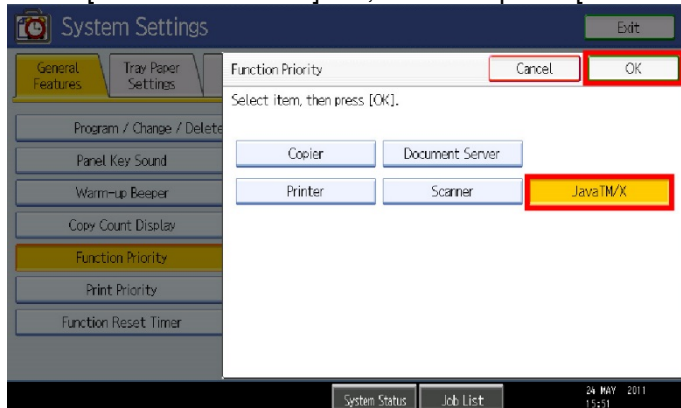 System Settings
Exit
General Features
Tray Paper Settings
Function Priority
Cancel
OK
Select item, then press [OK].
Program / Change / Delete
Panel Key Sound
Warm-up Beeper
Copy Count Display
Function Priority
Print Priority
Function Reset Timer
Copier
Document Server
Printer
Scanner
JavaTM/X
System Status
Job List
24 MAY 2011
15:51